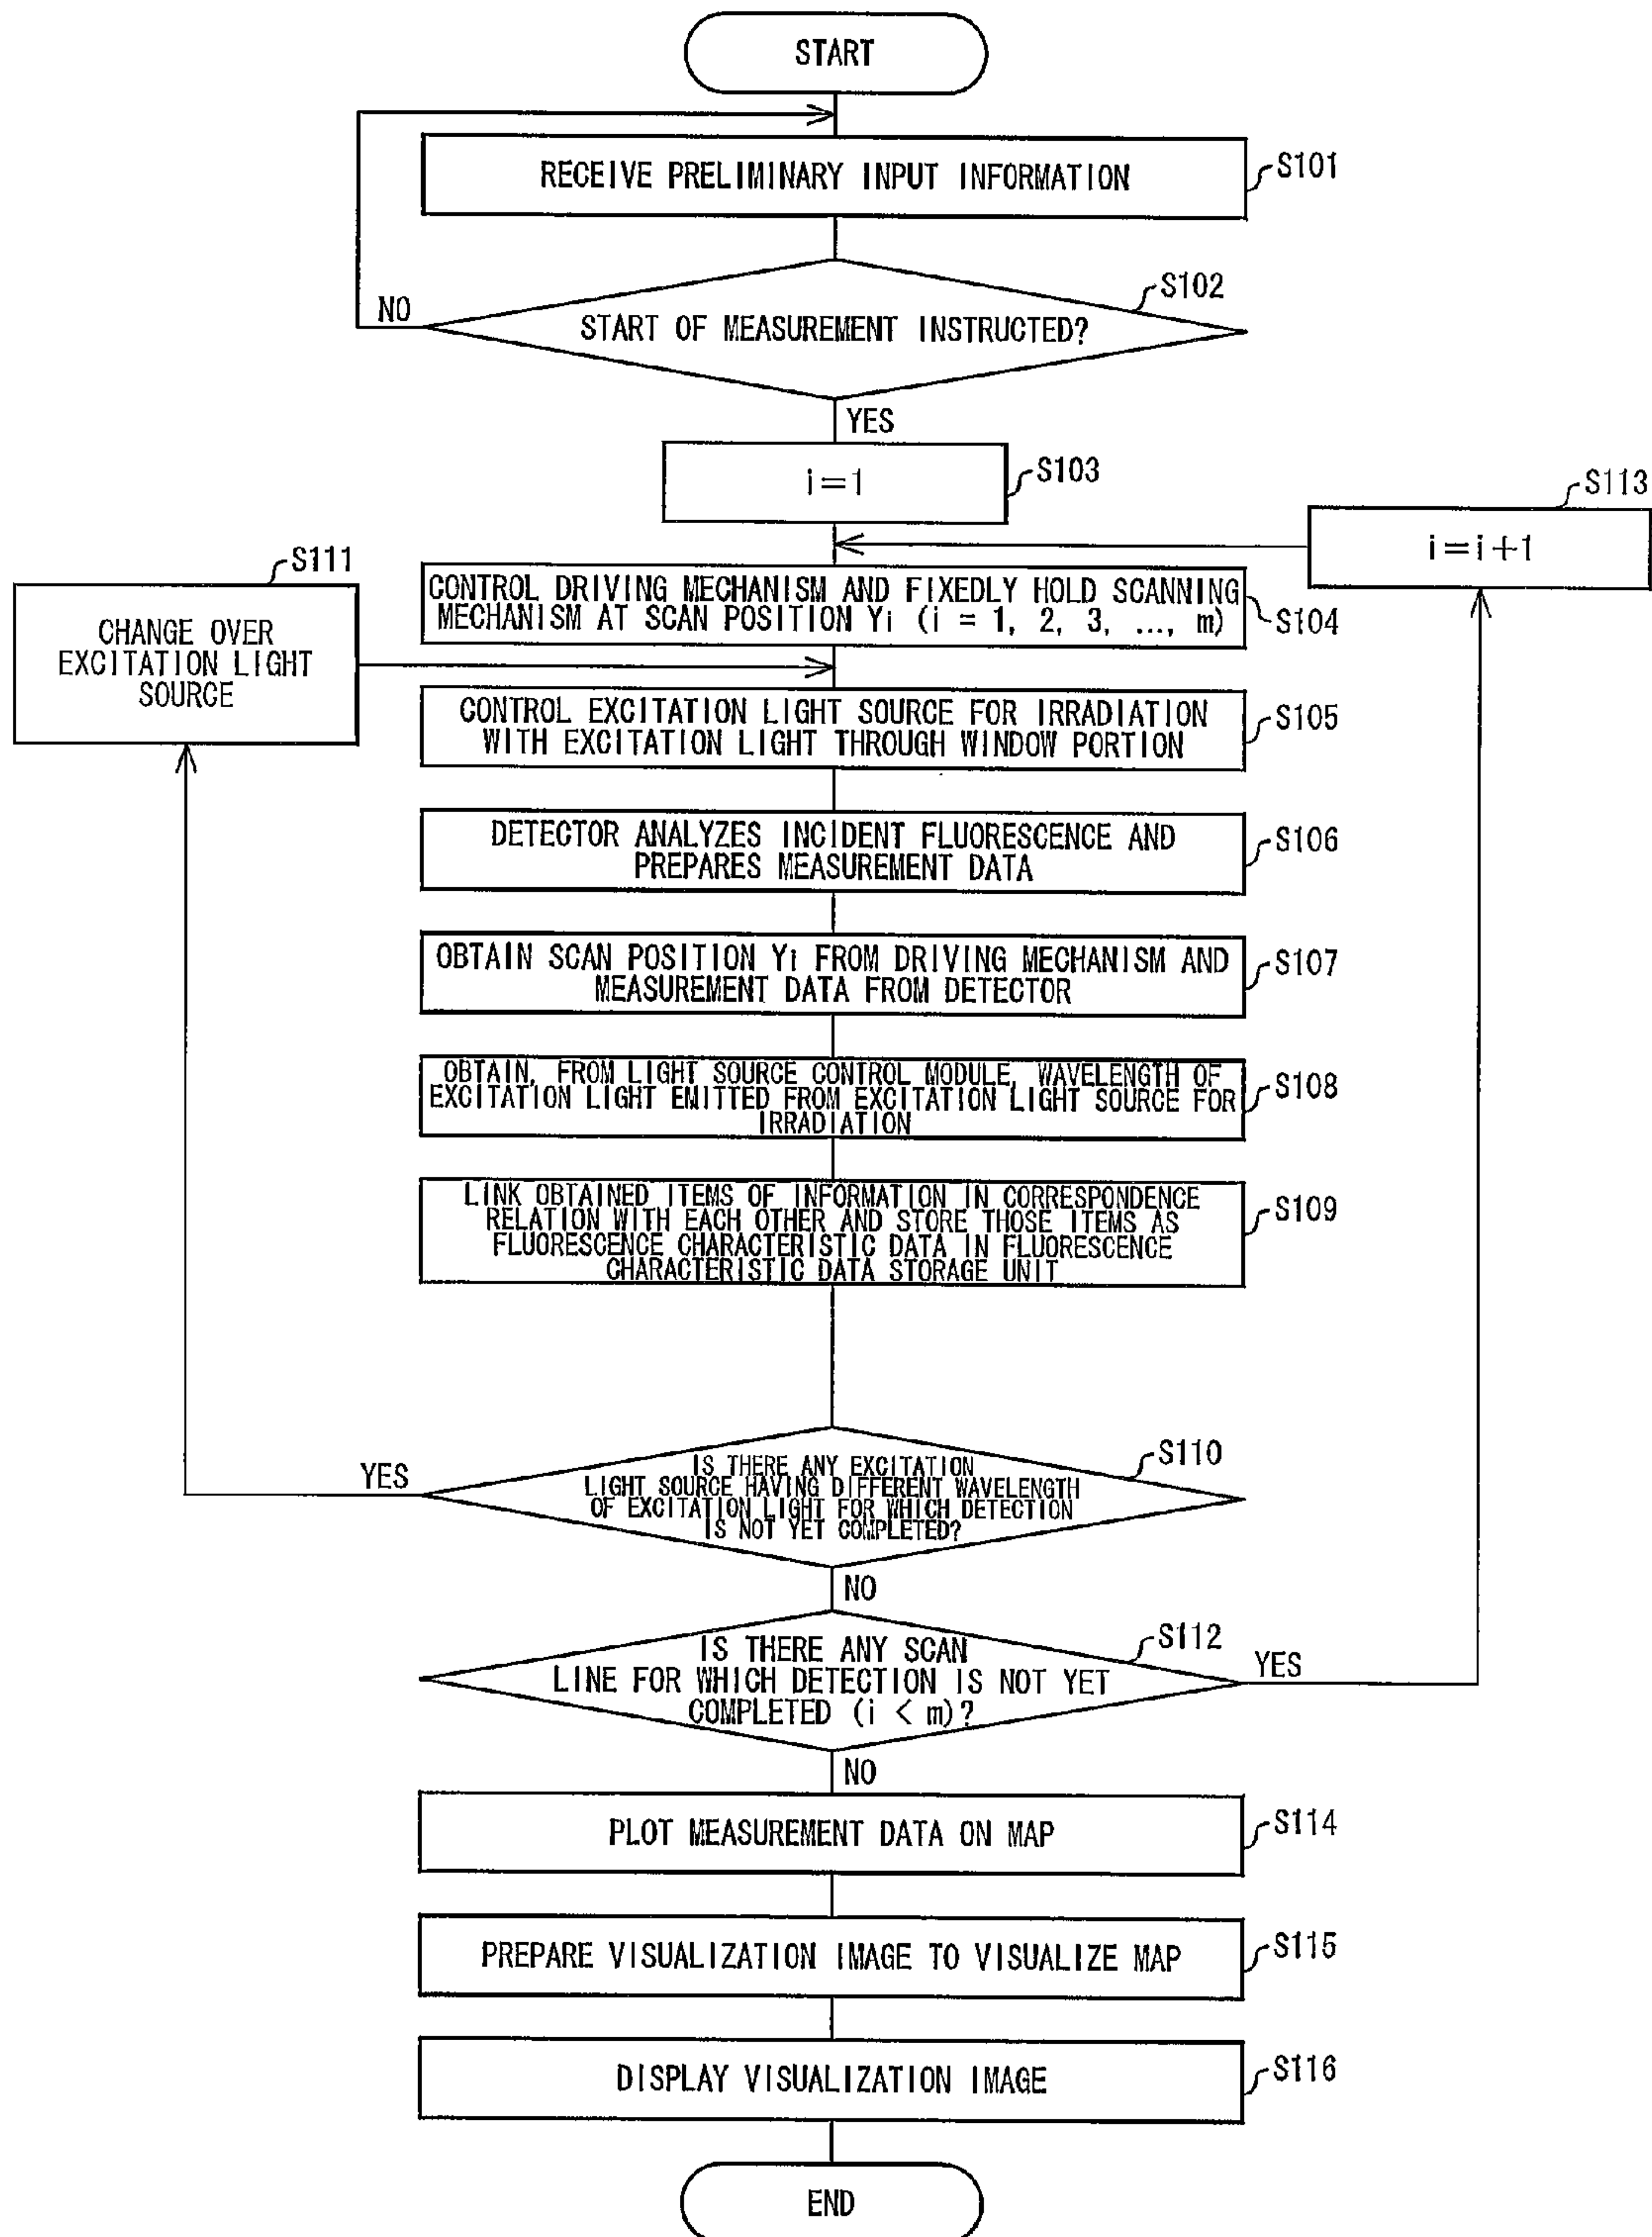 START
RECEIVE PRELIMINARY INPUT INFORMATION
S101
S102
NO
START OF MEASUREMENT INSTRUCTED?
YES
i=1
S103
S113
i=i+1
S111
CHANGE OVER
EXCITATION LIGHT
SOURCE
CONTROL DRIVING MECHANISM AND FIXEDLY HOLD SCANNING
MECHANISM AT SCAN POSITION Yi (i = 1, 2, 3, ..., m)
S104
CONTROL EXCITATION LIGHT SOURCE FOR IRRADIATION
WITH EXCITATION LIGHT THROUGH WINDOW PORTION
S105
DETECTOR ANALYZES INCIDENT FLUORESCENCE AND
PREPARES MEASUREMENT DATA
S106
OBTAIN SCAN POSITION Yi FROM DRIVING MECHANISM AND
MEASUREMENT DATA FROM DETECTOR
S107
OBTAIN, FROM LIGHT SOURCE CONTROL MODULE, WAVELENGTH OF
EXCITATION LIGHT EMITTED FROM EXCITATION LIGHT SOURCE FOR
IRRADIATION
S108
LINK OBTAINED ITEMS OF INFORMATION IN CORRESPONDENCE
RELATION WITH EACH OTHER AND STORE THOSE ITEMS AS
FLUORESCENCE CHARACTERISTIC DATA IN FLUORESCENCE
CHARACTERISTIC DATA STORAGE UNIT
S109
S110
YES
IS THERE ANY EXCITATION
LIGHT SOURCE HAVING DIFFERENT WAVELENGTH
OF EXCITATION LIGHT FOR WHICH DETECTION
IS NOT YET COMPLETED?
NO
S112
IS THERE ANY SCAN
LINE FOR WHICH DETECTION IS NOT YET
COMPLETED (i < m)?
YES
NO
PLOT MEASUREMENT DATA ON MAP
S114
PREPARE VISUALIZATION IMAGE TO VISUALIZE MAP
S115
DISPLAY VISUALIZATION IMAGE
S116
END